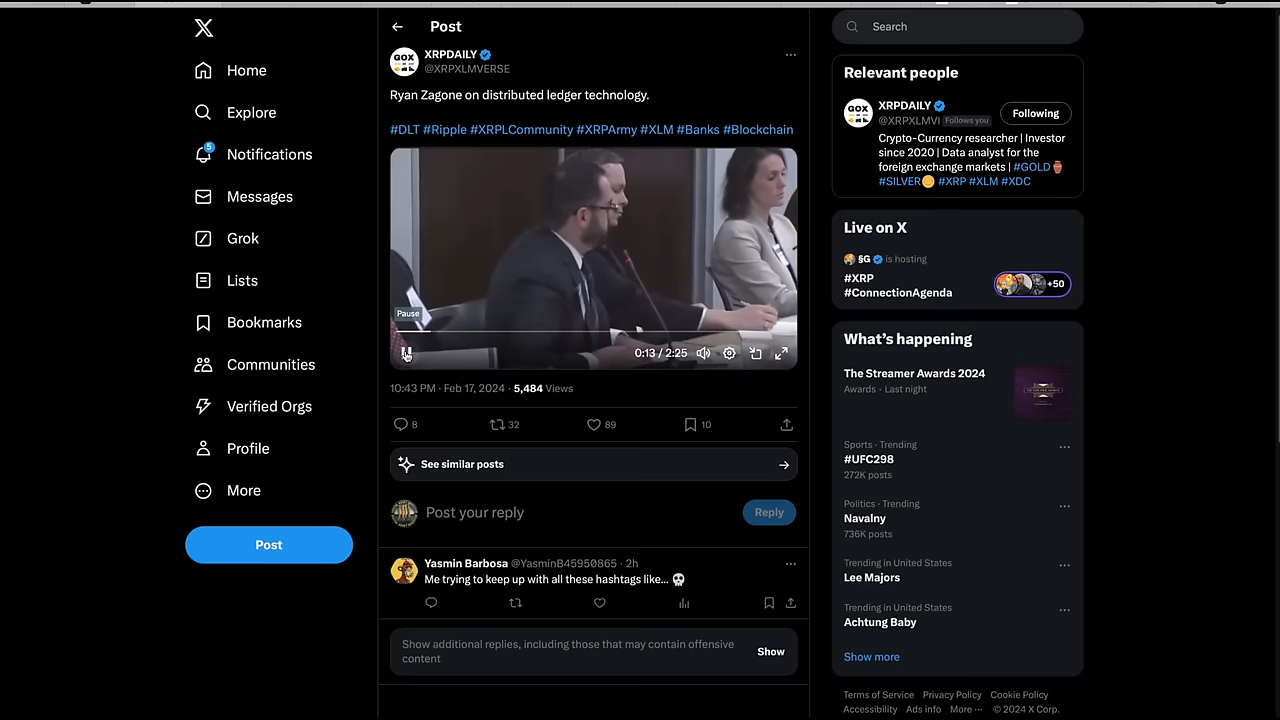 Home
Explore
5
Notifications
Messages
Grok
Lists
Bookmarks
Communities
Verified Orgs
Profile
More
Post
Post
GOX
XRPDAILY
@XRPXLMVERSE
Ryan Zagone on distributed ledger technology.
#DLT #Ripple #XRPLCommunity #XRPArmy #XLM #Banks #Blockchain
Pause
0:13 / 2:25
10:43 PM · Feb 17, 2024 · 5,484 Views
8 32 89 10
See similar posts
Post your reply
Reply
Yasmin Barbosa @YasminB45950865 · 2h
Me trying to keep up with all these hashtags like... 💀
Show additional replies, including those that may contain offensive
content
Show
Search
Relevant people
GOX
XRPDAILY
@XRPXLMVI Follows you
Following
Crypto-Currency researcher | Investor
since 2020 | Data analyst for the
foreign exchange markets | #GOLD🏺
#SILVER🪙 #XRP #XLM #XDC
Live on X
§G is hosting
#XRP
#ConnectionAgenda
+50
What's happening
The Streamer Awards 2024
Awards · Last night
Sports · Trending
#UFC298
272K posts
Politics · Trending
Navalny
736K posts
Trending in United States
Lee Majors
Trending in United States
Achtung Baby
Show more
Terms of Service Privacy Policy Cookie Policy
Accessibility Ads info More ··· © 2024 X Corp.